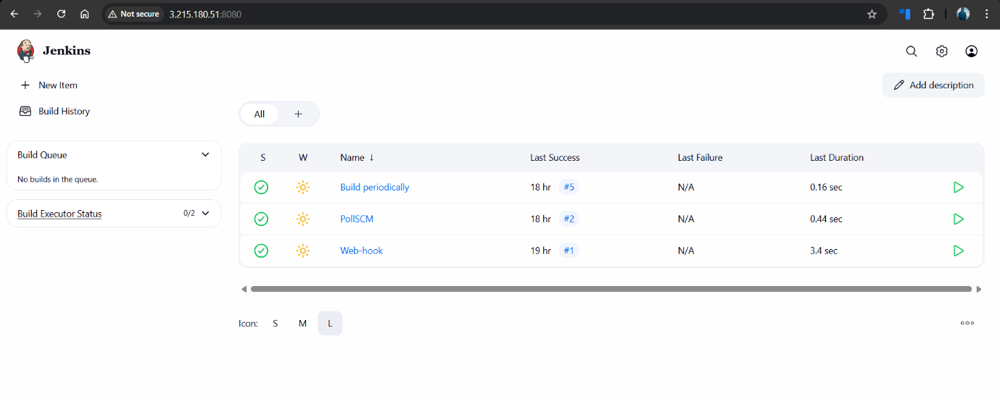 Not secure 3.215.180.51:8080
Jenkins
New Item
Add description
Build History
All +
Build Queue
No builds in the queue.
Build Executor Status 0/2
S W Name ↓ Last Success Last Failure Last Duration
Build periodically 18 hr #5 N/A 0.16 sec
PollSCM 18 hr #2 N/A 0.44 sec
Web-hook 19 hr #1 N/A 3.4 sec
Icon: S M L